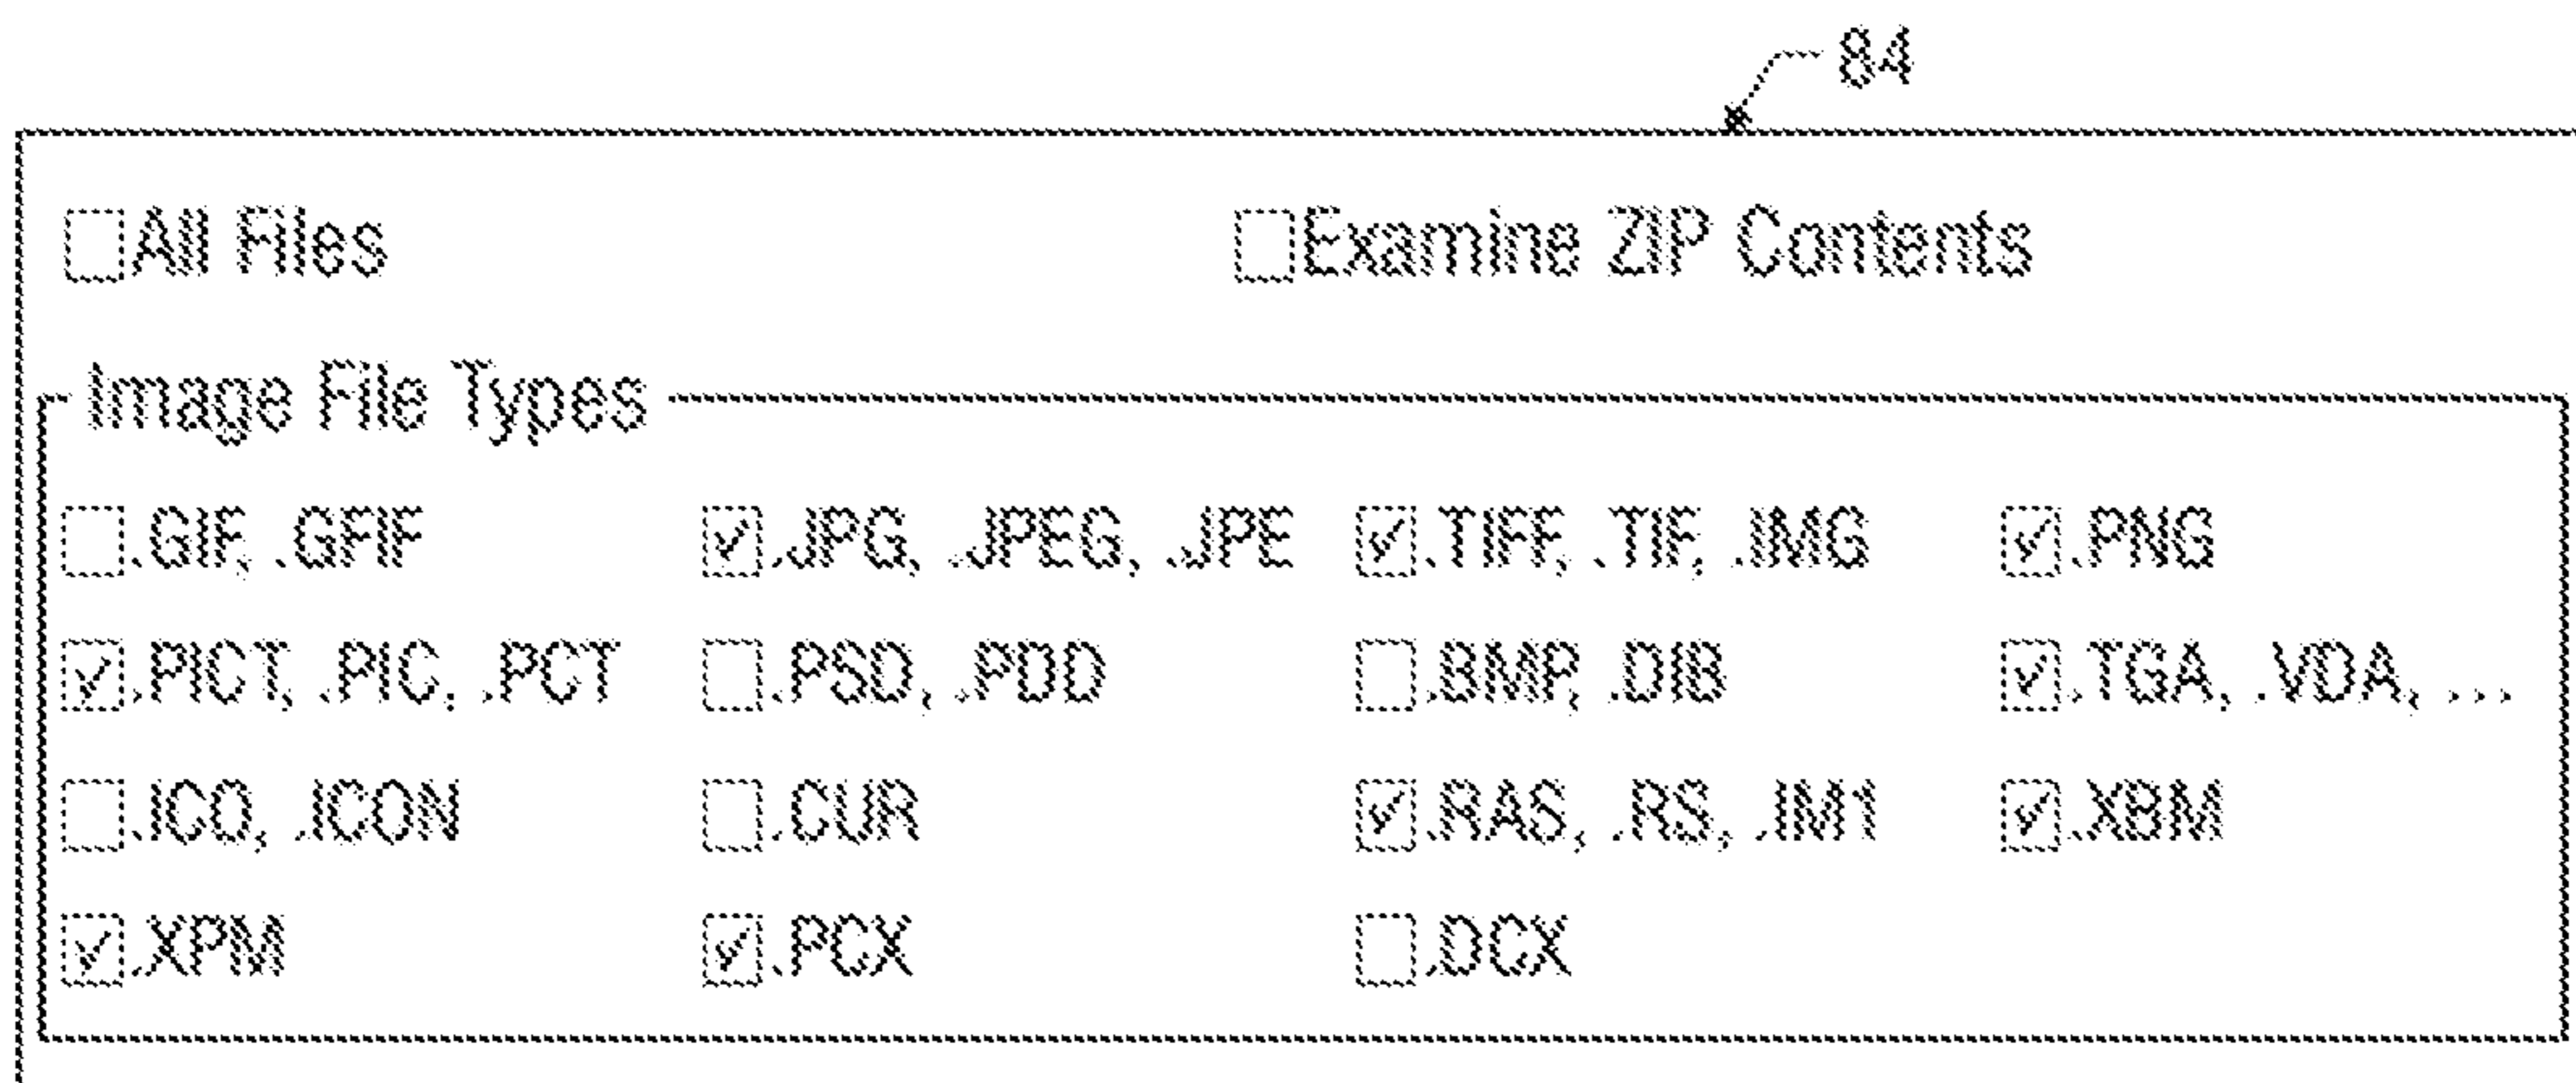 84
All Files Examine ZIP Contents
Image File Types
.GIF, .GFIF .JPG, .JPEG, .JPE .TIFF, .TIF, .IMG .PNG
.PICT, .PIC, .PCT .PSD, .PDD .BMP, .DIB .TGA, .VDA, ...
.ICO, .ICON .CUR .RAS, .RS, .IM1 .XBM
.XPM .PCX .DCX